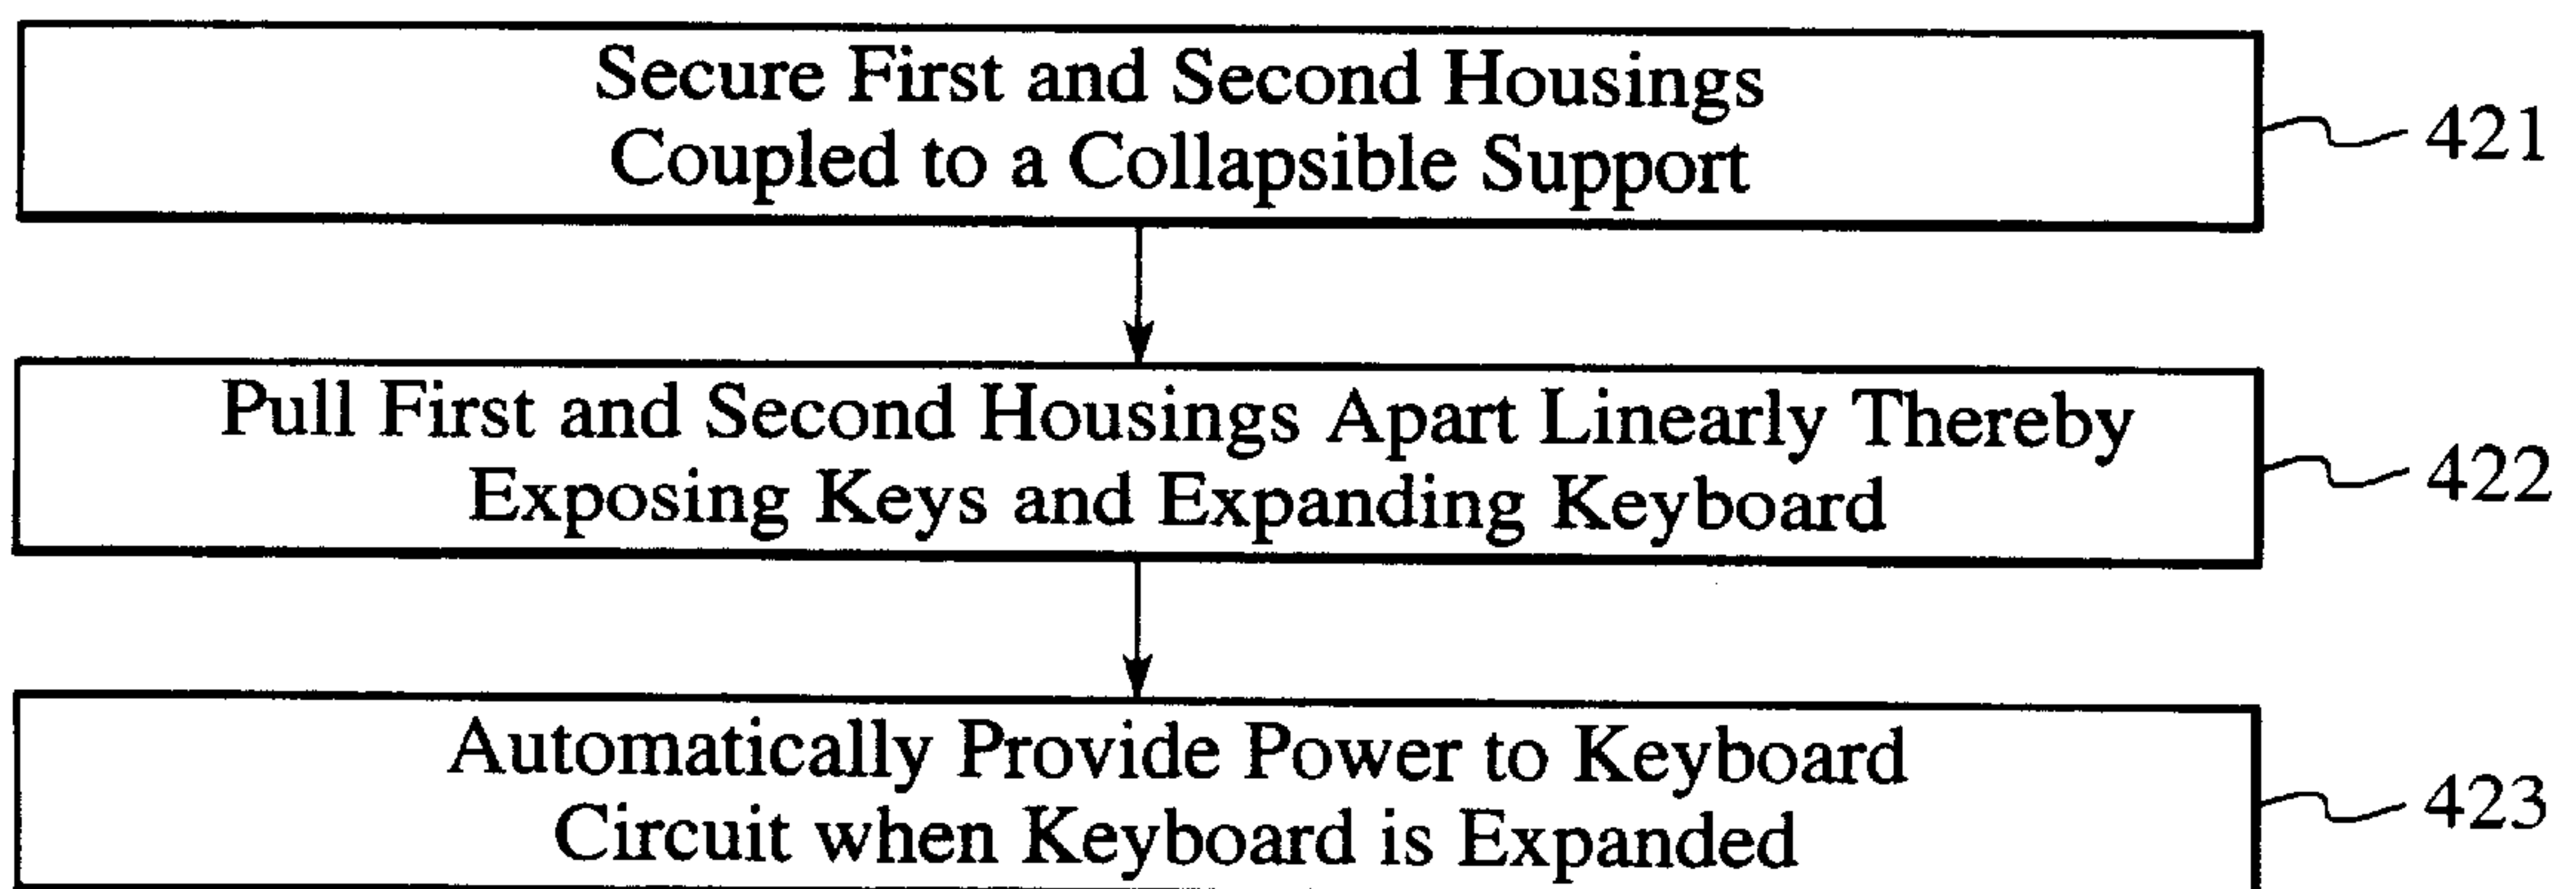 Secure First and Second Housings
Coupled to a Collapsible Support
421
Pull First and Second Housings Apart Linearly Thereby
Exposing Keys and Expanding Keyboard
422
Automatically Provide Power to Keyboard
Circuit when Keyboard is Expanded
423